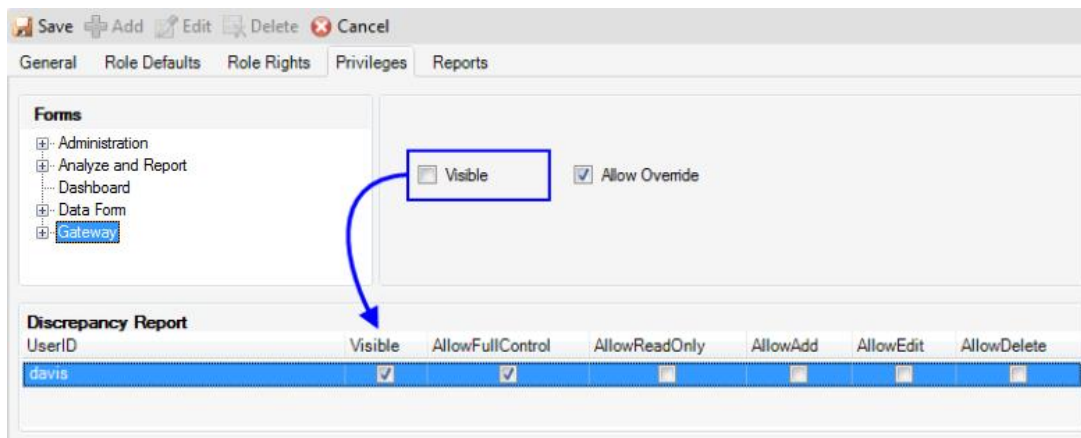 Save Add Edit Delete Cancel
General Role Defaults Role Rights Privileges Reports
Forms
Administration
Analyze and Report
Dashboard
Data Form
Gateway
Visible Allow Override
Discrepancy Report
UserID Visible AllowFullControl AllowReadOnly AllowAdd AllowEdit AllowDelete
davis